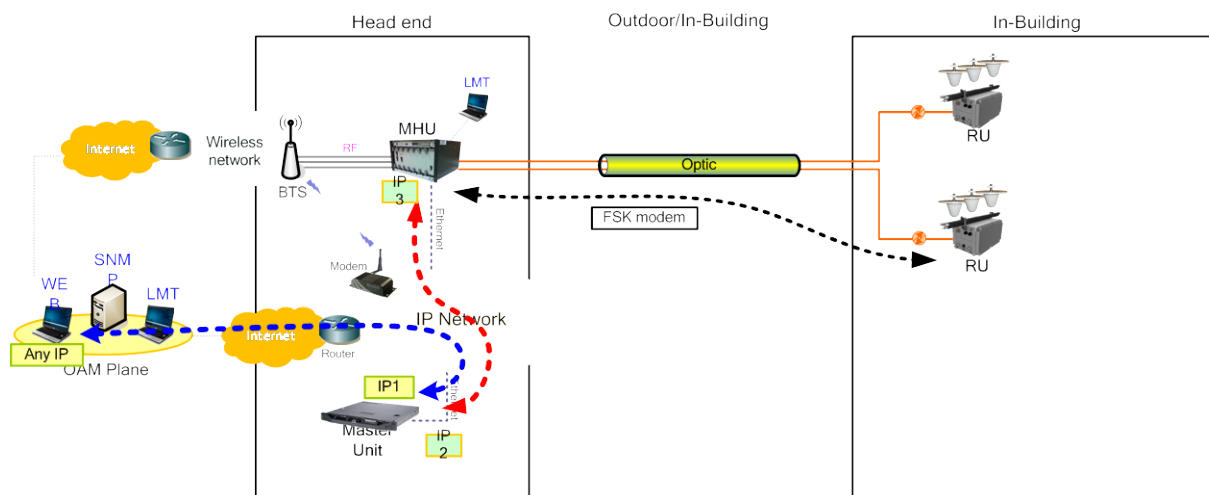 Head end
Outdoor/In-Building
In-Building
LMT
MHU
RU
Internet
Wireless
network
RF
Optic
BTS
IP
3
FSK modem
Ethernet
RU
SNM
P
Modem
WE
B
LMT
IP Network
Internet
Any IP
Router
OAM Plane
IP1
Ethernet
Master
Unit
IP
2